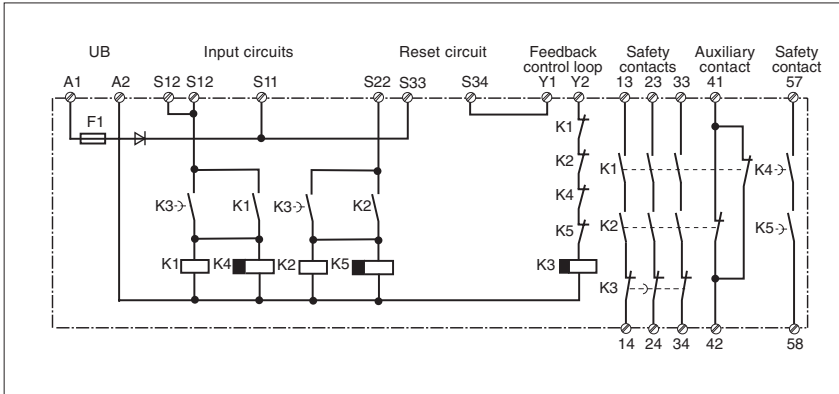 UB Input circuits Reset circuit Feedback control loop Safety contacts Auxiliary contact Safety contact
A1 A2 S12 S12 S11 S22 S33 S34 Y1 Y2 13 23 33 41 57
F1
K1
K2
K1 K4
K3 K1 K3 K2 K4
K2 K5
K5
K1 K4 K2 K5 K3
K3
14 24 34 42 58